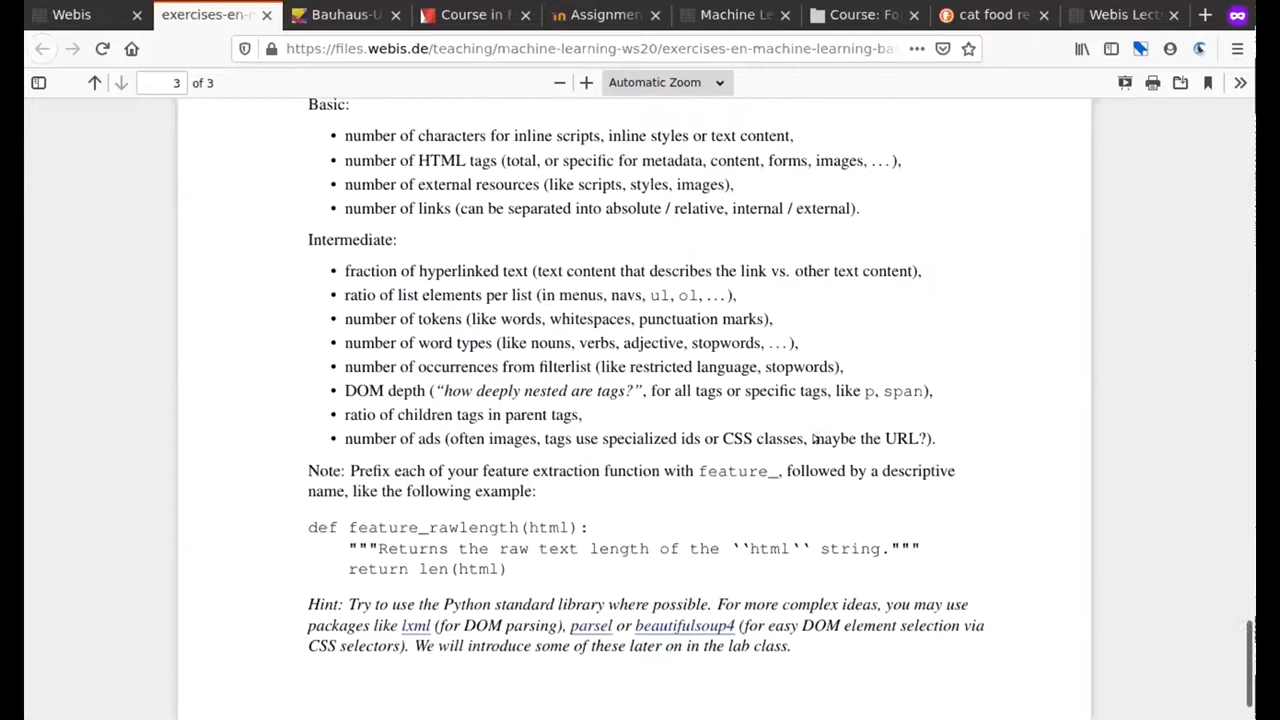 Webis
exercises-en-m
Bauhaus-U
Course in
Assignmen
Machine Le
Course: Fo
cat food re
Webis Lect
https://files.webis.de/teaching/machine-learning-ws20/exercises-en-machine-learning-bas
3 of 3
Automatic Zoom
Basic:
• number of characters for inline scripts, inline styles or text content,
• number of HTML tags (total, or specific for metadata, content, forms, images, ...),
• number of external resources (like scripts, styles, images),
• number of links (can be separated into absolute / relative, internal / external).
Intermediate:
• fraction of hyperlinked text (text content that describes the link vs. other text content),
• ratio of list elements per list (in menus, navs, ul, ol, ...),
• number of tokens (like words, whitespaces, punctuation marks),
• number of word types (like nouns, verbs, adjective, stopwords, ...),
• number of occurrences from filterlist (like restricted language, stopwords),
• DOM depth (“how deeply nested are tags?”, for all tags or specific tags, like p, span),
• ratio of children tags in parent tags,
• number of ads (often images, tags use specialized ids or CSS classes, maybe the URL?).
Note: Prefix each of your feature extraction function with feature_, followed by a descriptive
name, like the following example:
def feature_rawlength(html):
"""Returns the raw text length of the ``html`` string."""
return len(html)
Hint: Try to use the Python standard library where possible. For more complex ideas, you may use
packages like lxml (for DOM parsing), parsel or beautifulsoup4 (for easy DOM element selection via
CSS selectors). We will introduce some of these later on in the lab class.